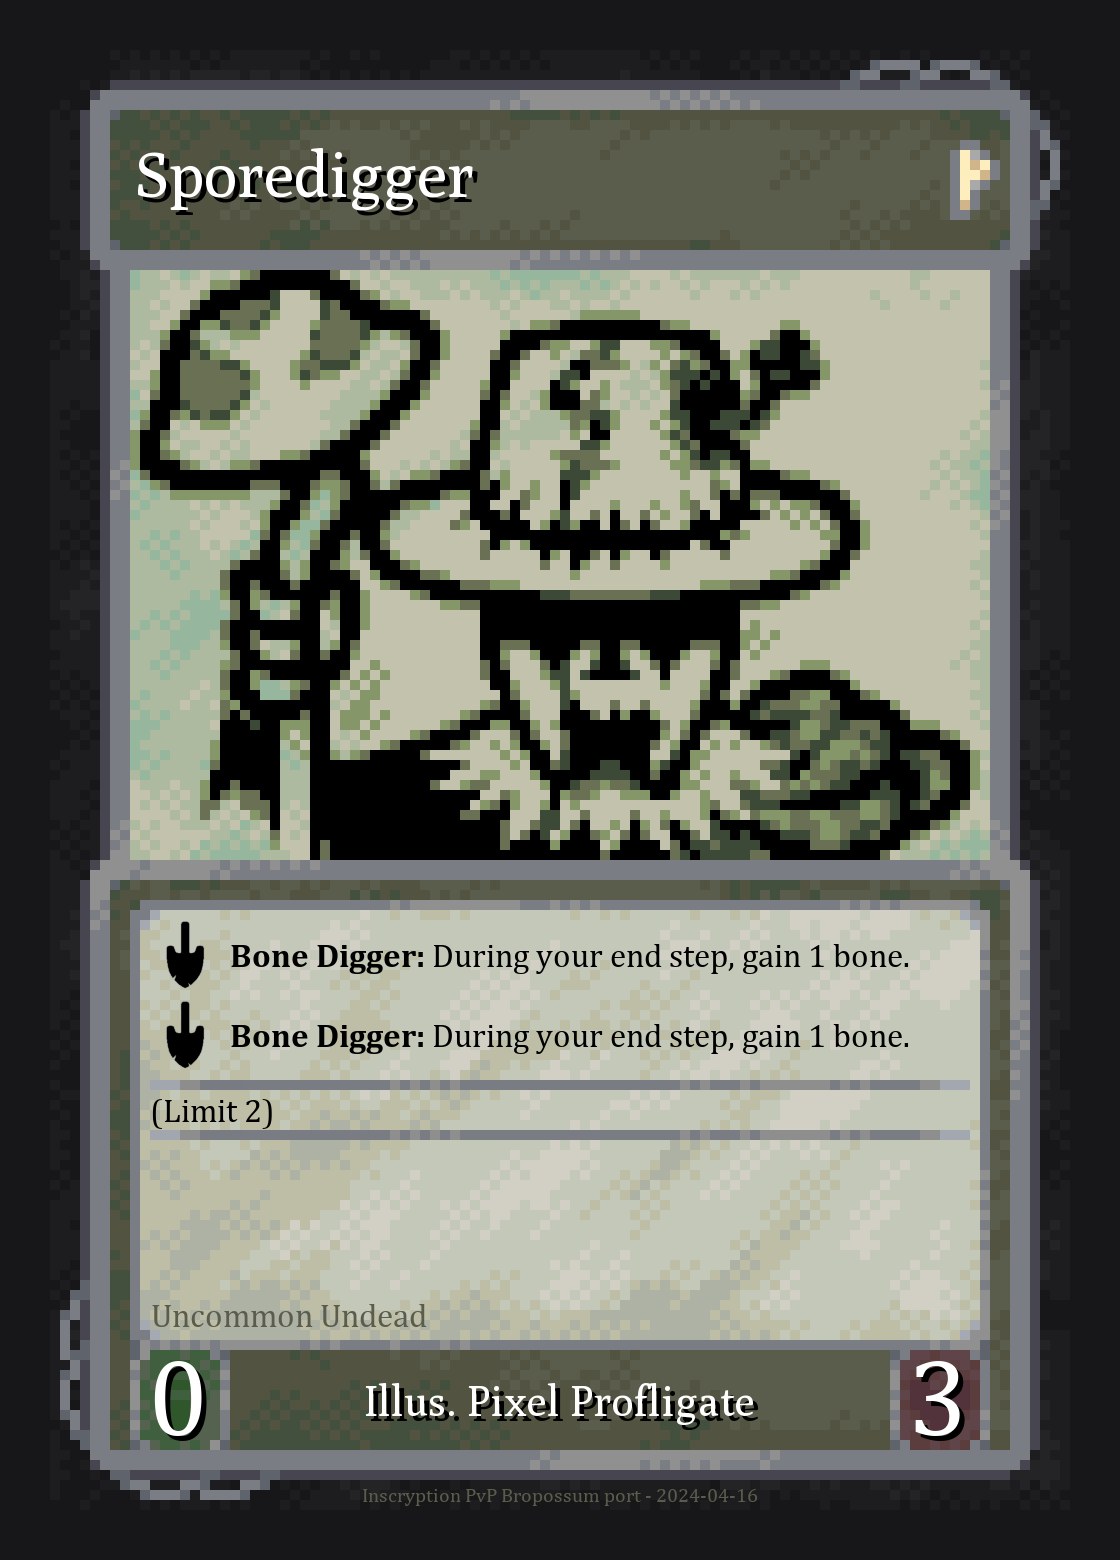 Sporedigger
Bone Digger: During your end step, gain 1 bone.
Bone Digger: During your end step, gain 1 bone.
(Limit 2)
Uncommon Undead
0
Illus. Pixel Profligate
3
Inscryption PvP Bropossum port - 2024-04-16